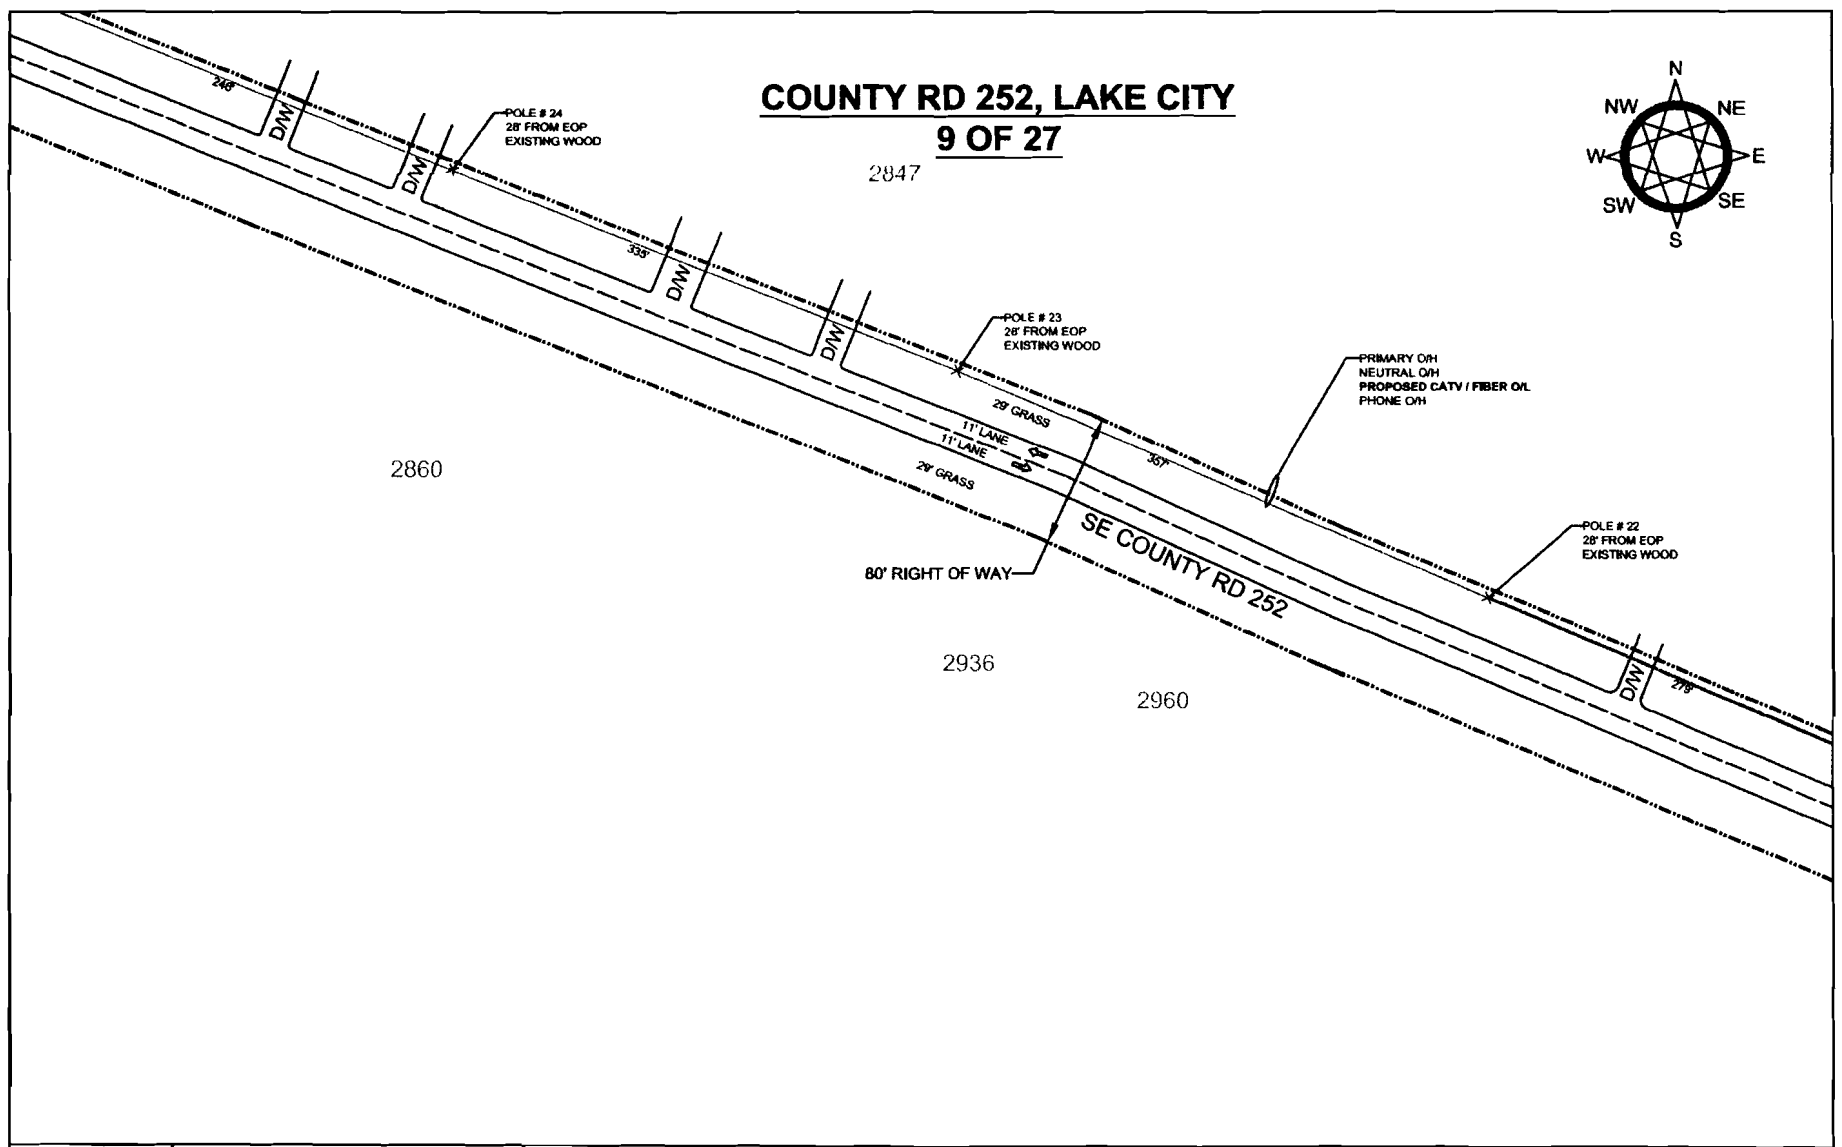 COUNTY RD 252, LAKE CITY
9 OF 27
2847
N
NW
NE
W
E
SW
SE
S
246'
D/W
D/W
POLE # 24
28' FROM EOP
EXISTING WOOD
335'
D/W
D/W
POLE # 23
28' FROM EOP
EXISTING WOOD
PRIMARY O/H
NEUTRAL O/H
PROPOSED CATV / FIBER O/L
PHONE O/H
29' GRASS
11' LANE
11' LANE
29' GRASS
357'
2860
POLE # 22
28' FROM EOP
EXISTING WOOD
80' RIGHT OF WAY
SE COUNTY RD 252
2936
2960
D/W